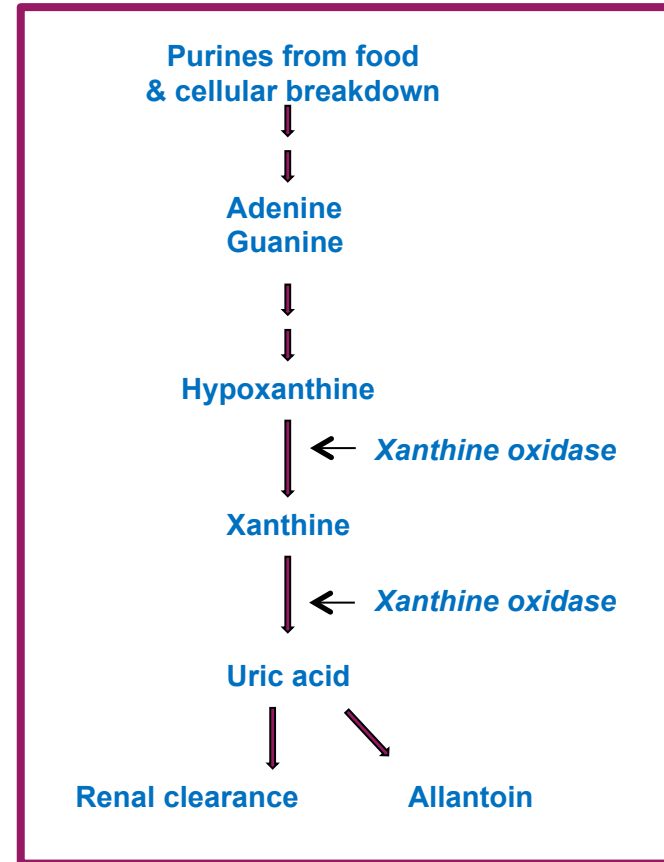 Purines from food
& cellular breakdown
Adenine
Guanine
Hypoxanthine
Xanthine oxidase
Xanthine
Xanthine oxidase
Uric acid
Renal clearance
Allantoin